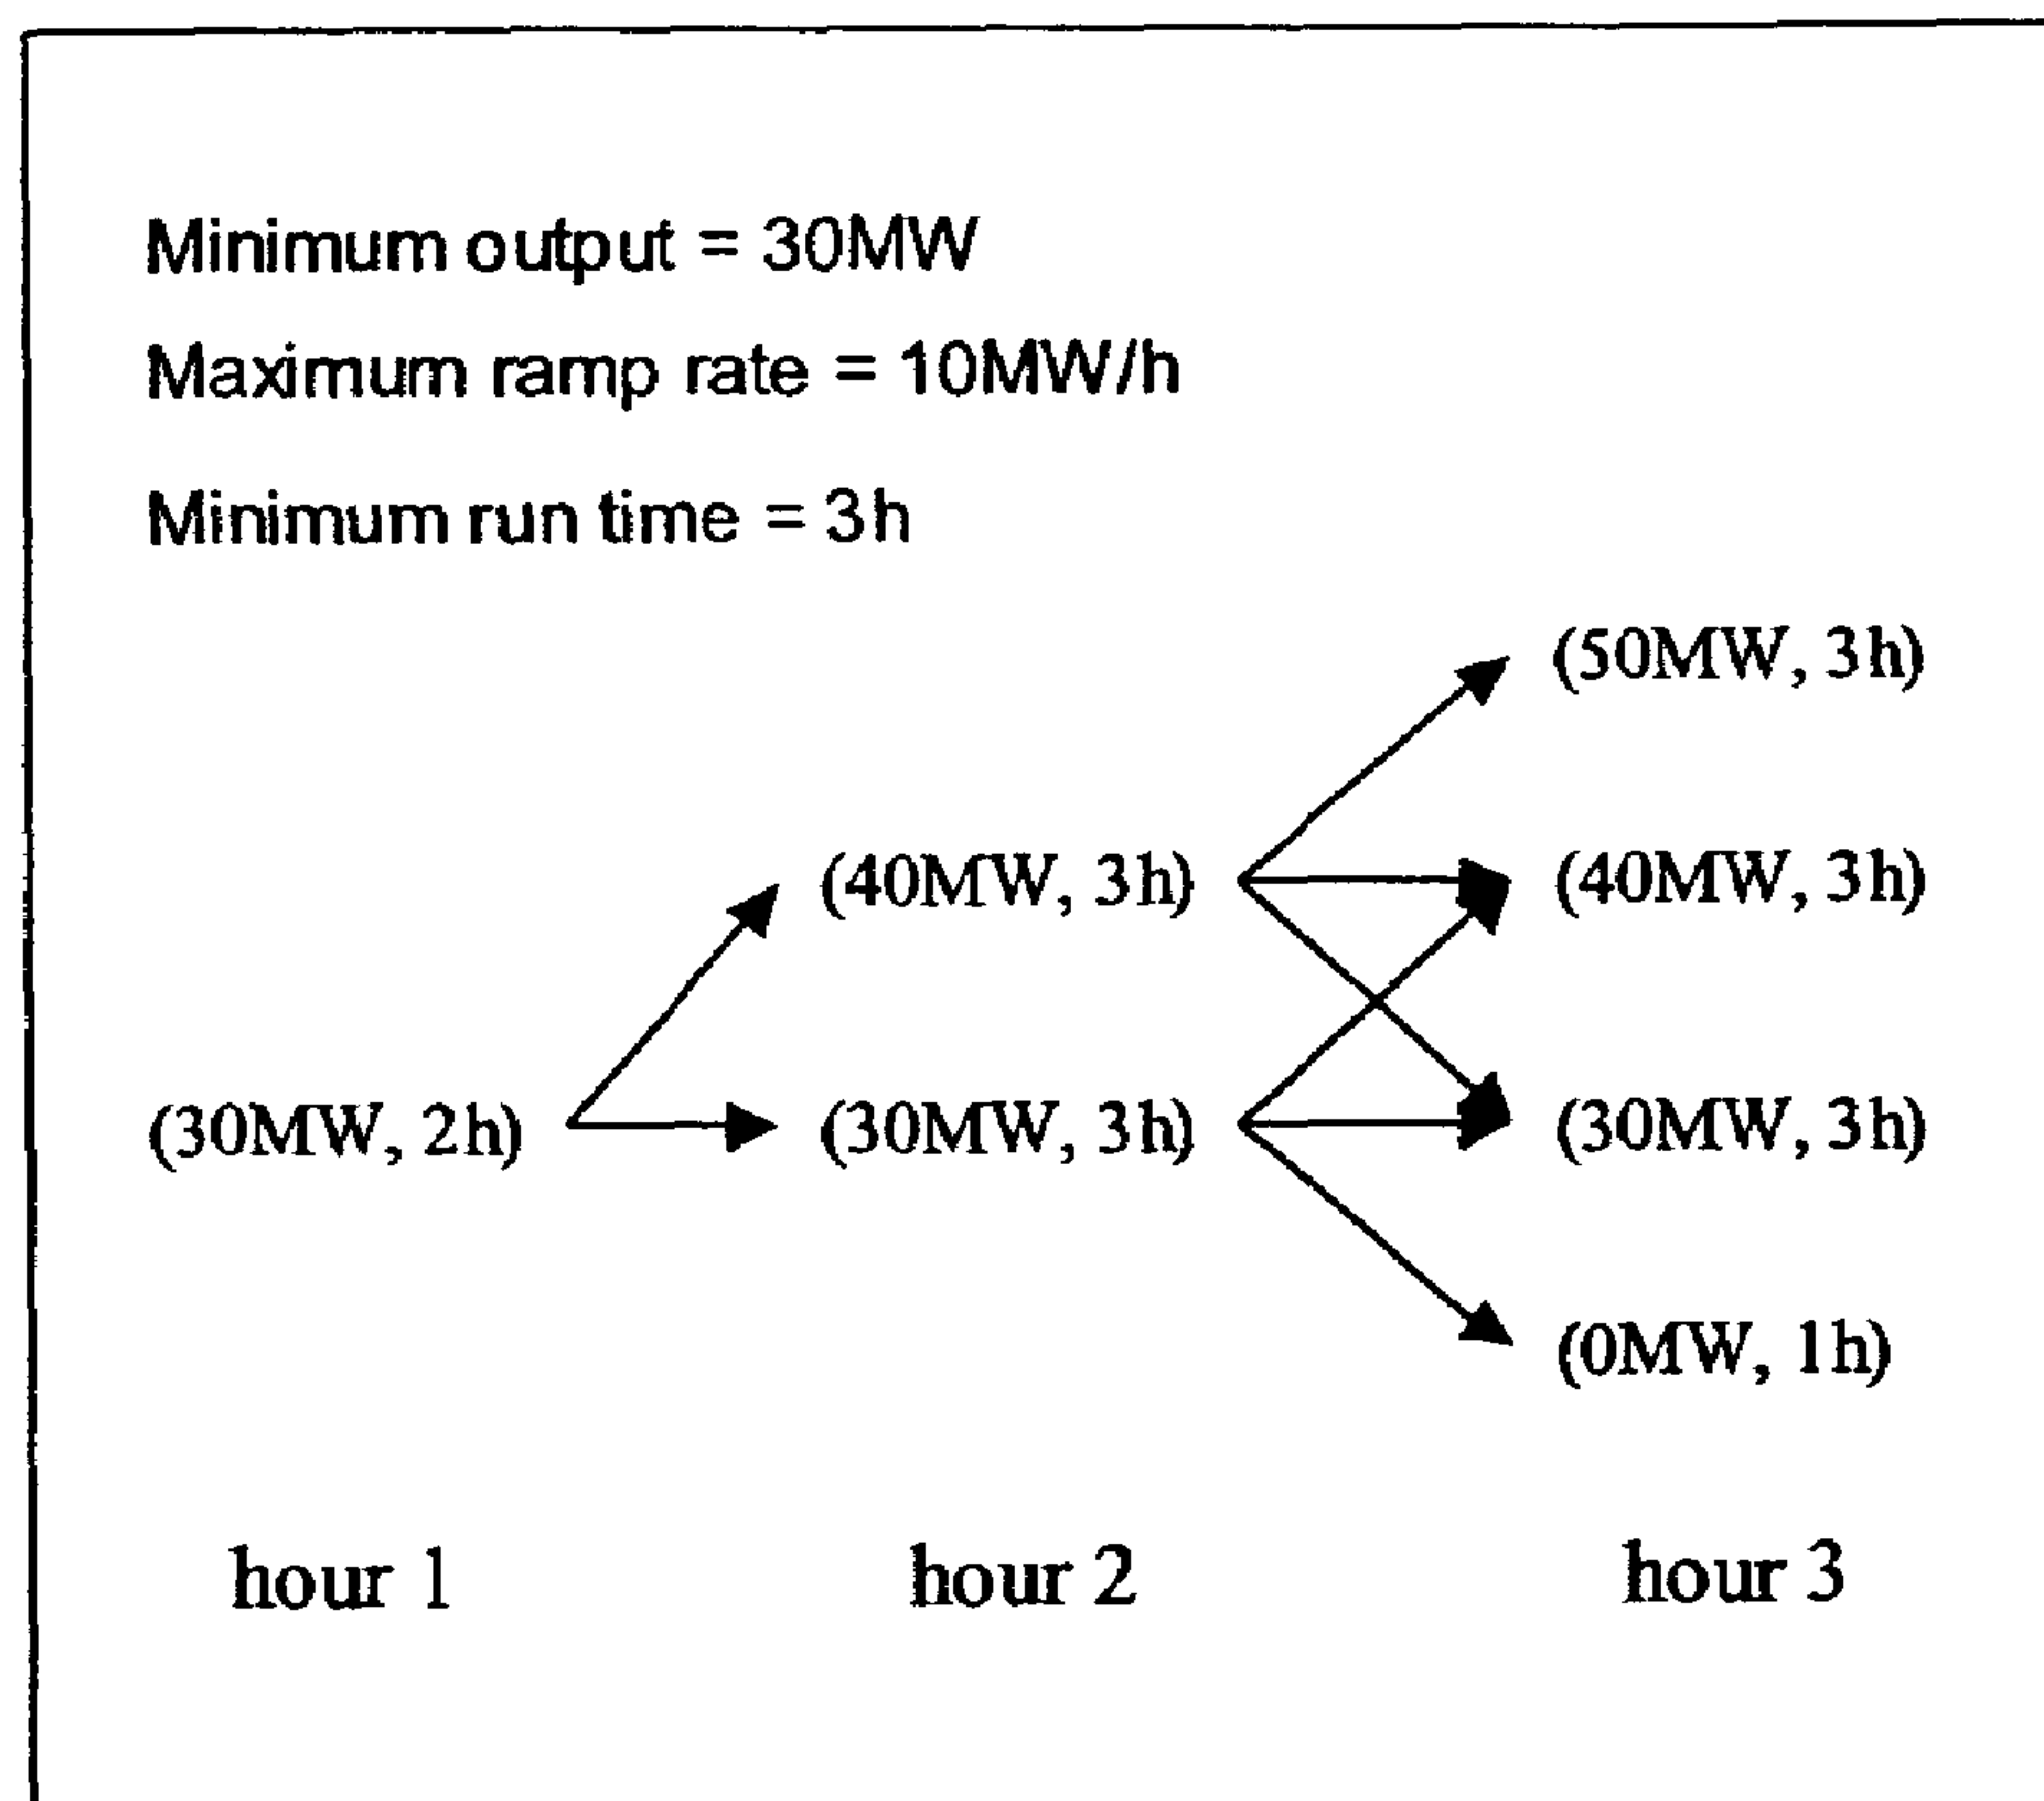 Minimum output = 30MW
Maximum ramp rate = 10MW/h
Minimum run time = 3h
(50MW, 3h)
(40MW, 3h) (40MW, 3h)
(30MW, 2h) (30MW, 3h) (30MW, 3h)
(0MW, 1h)
hour 1 hour 2 hour 3